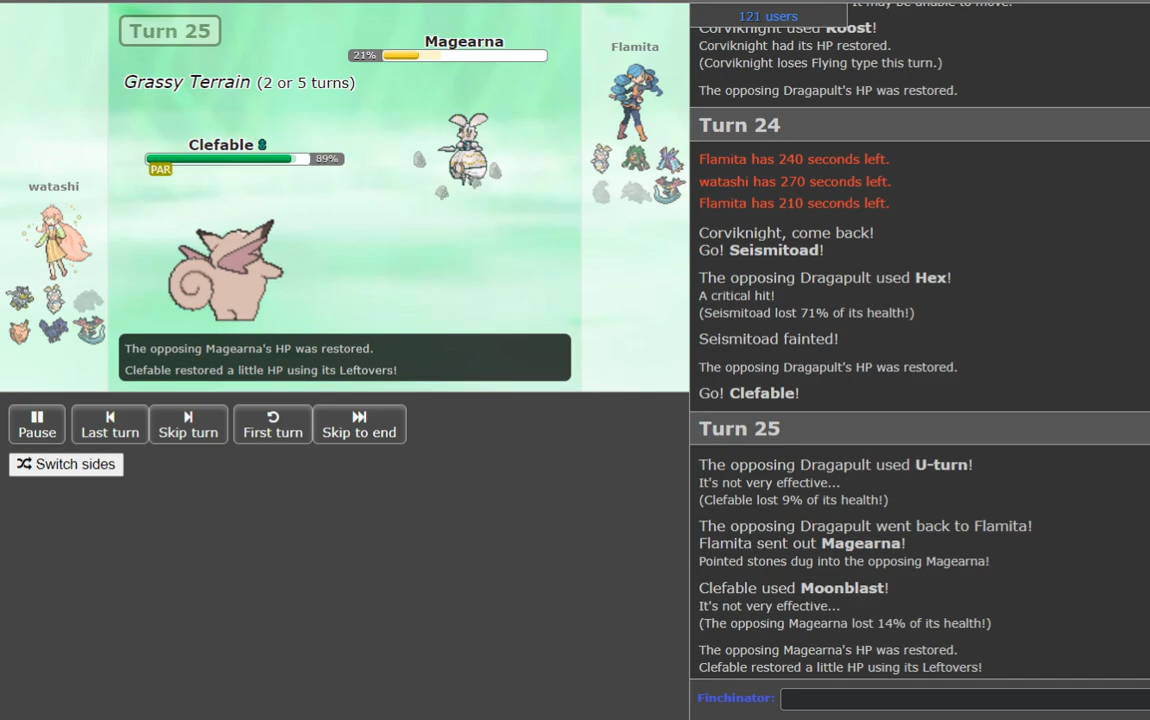 Turn 25
Magearna
21%
Grassy Terrain (2 or 5 turns)
Flamita
Clefable
89%
PAR
watashi
The opposing Magearna's HP was restored.
Clefable restored a little HP using its Leftovers!
Pause
Last turn
Skip turn
First turn
Skip to end
Switch sides
121 users
It may be unable to move!
Corviknight used Roost!
Corviknight had its HP restored.
(Corviknight loses Flying type this turn.)
The opposing Dragapult's HP was restored.
Turn 24
Flamita has 240 seconds left.
watashi has 270 seconds left.
Flamita has 210 seconds left.
Corviknight, come back!
Go! Seismitoad!
The opposing Dragapult used Hex!
A critical hit!
(Seismitoad lost 71% of its health!)
Seismitoad fainted!
The opposing Dragapult's HP was restored.
Go! Clefable!
Turn 25
The opposing Dragapult used U-turn!
It's not very effective...
(Clefable lost 9% of its health!)
The opposing Dragapult went back to Flamita!
Flamita sent out Magearna!
Pointed stones dug into the opposing Magearna!
Clefable used Moonblast!
It's not very effective...
(The opposing Magearna lost 14% of its health!)
The opposing Magearna's HP was restored.
Clefable restored a little HP using its Leftovers!
Finchinator: